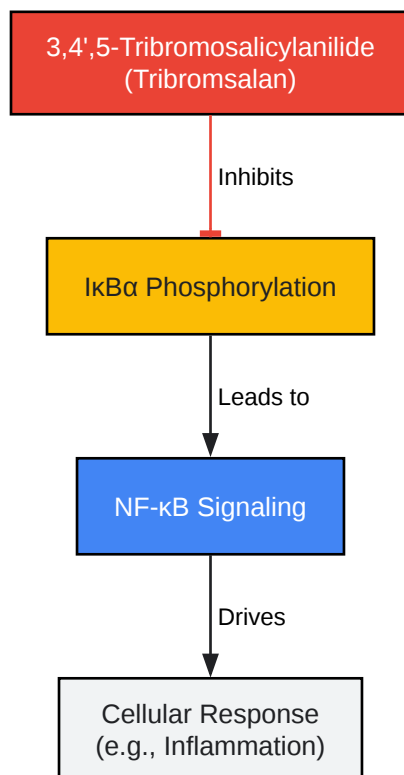 3,4',5-Tribromosalicylanilide
(Tribromsalan)
Inhibits
IκBα Phosphorylation
Leads to
NF-κB Signaling
Drives
Cellular Response
(e.g., Inflammation)